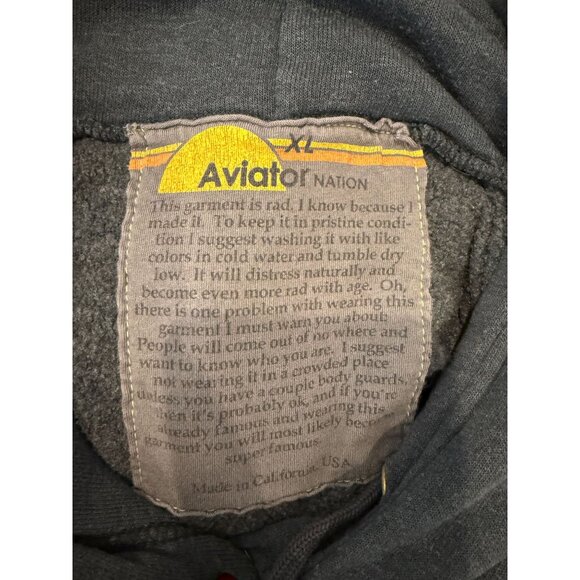 XL
Aviator NATION
This garment is rad. I know because I
made it. To keep it in pristine condi-
tion I suggest washing it with like
colors in cold water and tumble dry
low. It will distress naturally and
become even more rad with age. Oh,
there is one problem with wearing this
garment I must warn you about:
People will come out of no where and
want to know who you are. I suggest
not wearing it in a crowded place
unless you have a couple body guards,
then it's probably ok, and if you're
already famous and wearing this
garment you will most likely become
super famous.
Made in California, USA